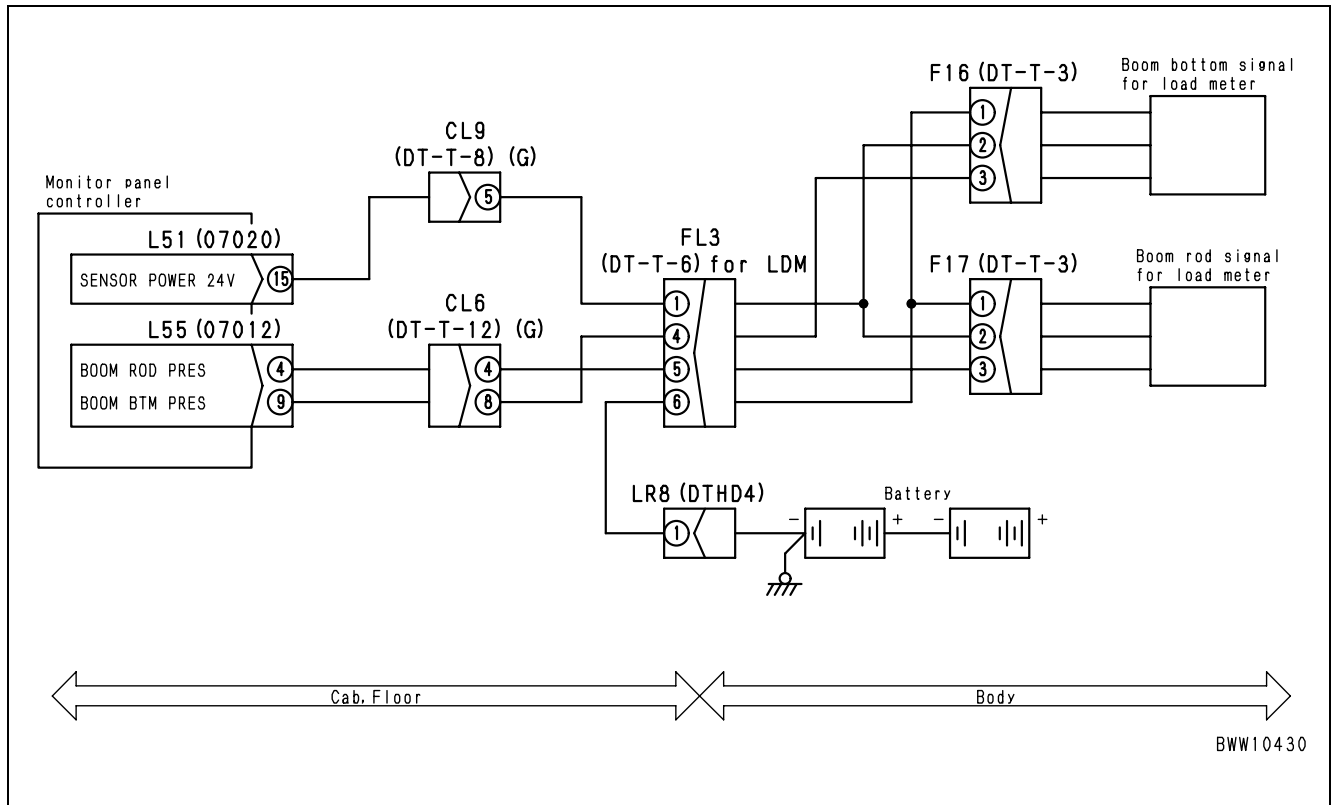 Monitor panel
controller
L51 (07020)
SENSOR POWER 24V
15
L55 (07012)
BOOM ROD PRES
4
BOOM BTM PRES
9
CL9
(DT-T-8) (G)
5
CL6
(DT-T-12) (G)
4
8
FL3
(DT-T-6) for LDM
1
4
5
6
LR8 (DTHD4)
1
Battery
- + - +
F16 (DT-T-3)
1
2
3
Boom bottom signal
for load meter
F17 (DT-T-3)
1
2
3
Boom rod signal
for load meter
Cab, Floor
Body
BWW10430